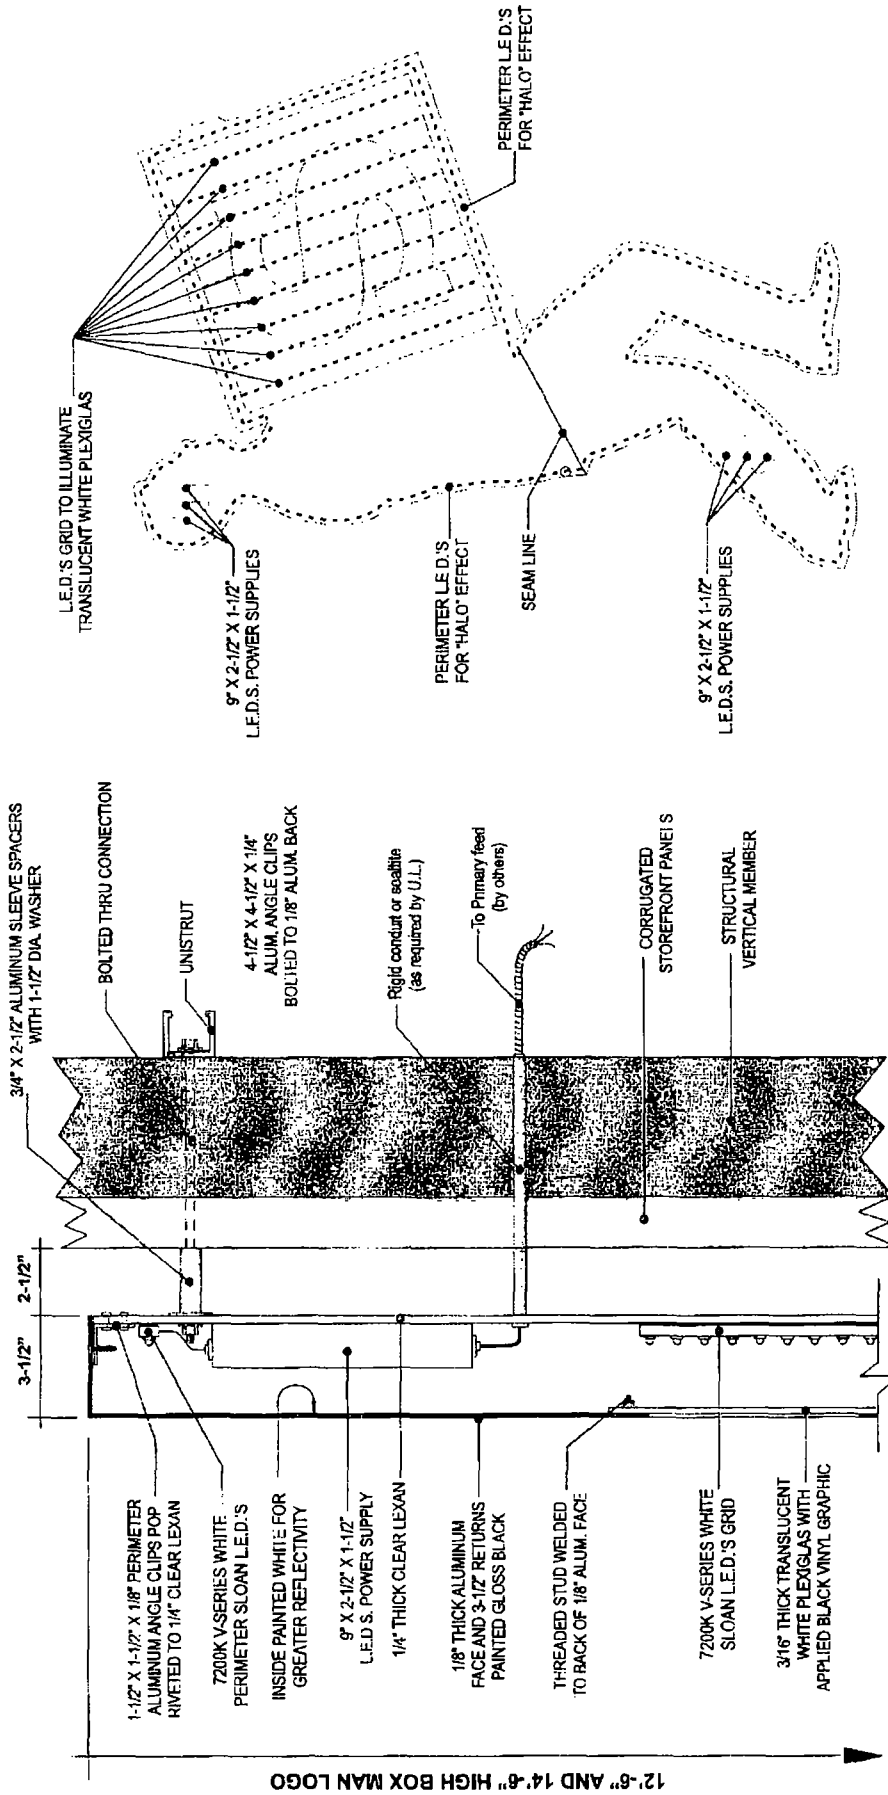 3/4" X 2-1/2" ALUMINUM SLEEVE SPACERS
WITH 1-1/2" DIA. WASHER
BOLTED THRU CONNECTION
UNISTRUT
4-1/2" X 4-1/2" X 1/4"
ALUM. ANGLE CLIPS
BOLTED TO 1/8" ALUM. BACK
Rigid conduit or sealtite
(as required by U.L.)
To Primary feed
(by others)
CORRUGATED
STOREFRONT PANELS
STRUCTURAL
VERTICAL MEMBER
3-1/2"
2-1/2"
1-1/2" X 1-1/2" X 1/8" PERIMETER
ALUMINUM ANGLE CLIPS POP
RIVETED TO 1/4" CLEAR LEXAN
7200K V-SERIES WHITE
PERIMETER SLOAN L.E.D.'S
INSIDE PAINTED WHITE FOR
GREATER REFLECTIVITY
9" X 2-1/2" X 1-1/2"
L.E.D S. POWER SUPPLY
1/4" THICK CLEAR LEXAN
1/8" THICK ALUMINUM
FACE AND 3-1/2" RETURNS
PAINTED GLOSS BLACK
THREADED STUD WELDED
TO BACK OF 1/8" ALUM. FACE
7200K V-SERIES WHITE
SLOAN L.E.D.'S GRID
3/16" THICK TRANSLUCENT
WHITE PLEXIGLAS WITH
APPLIED BLACK VINYL GRAPHIC
12'-6" AND 14'-6" HIGH BOX MAN LOGO
L.E.D.'S GRID TO ILLUMINATE
TRANSLUCENT WHITE PLEXIGLAS
9" X 2-1/2" X 1-1/2"
L.E.D.S. POWER SUPPLIES
PERIMETER L.E.D.'S
FOR "HALO" EFFECT
PERIMETER L.E.D.'S
FOR "HALO" EFFECT
SEAM LINE
9" X 2-1/2" X 1-1/2"
L.E.D.S. POWER SUPPLIES